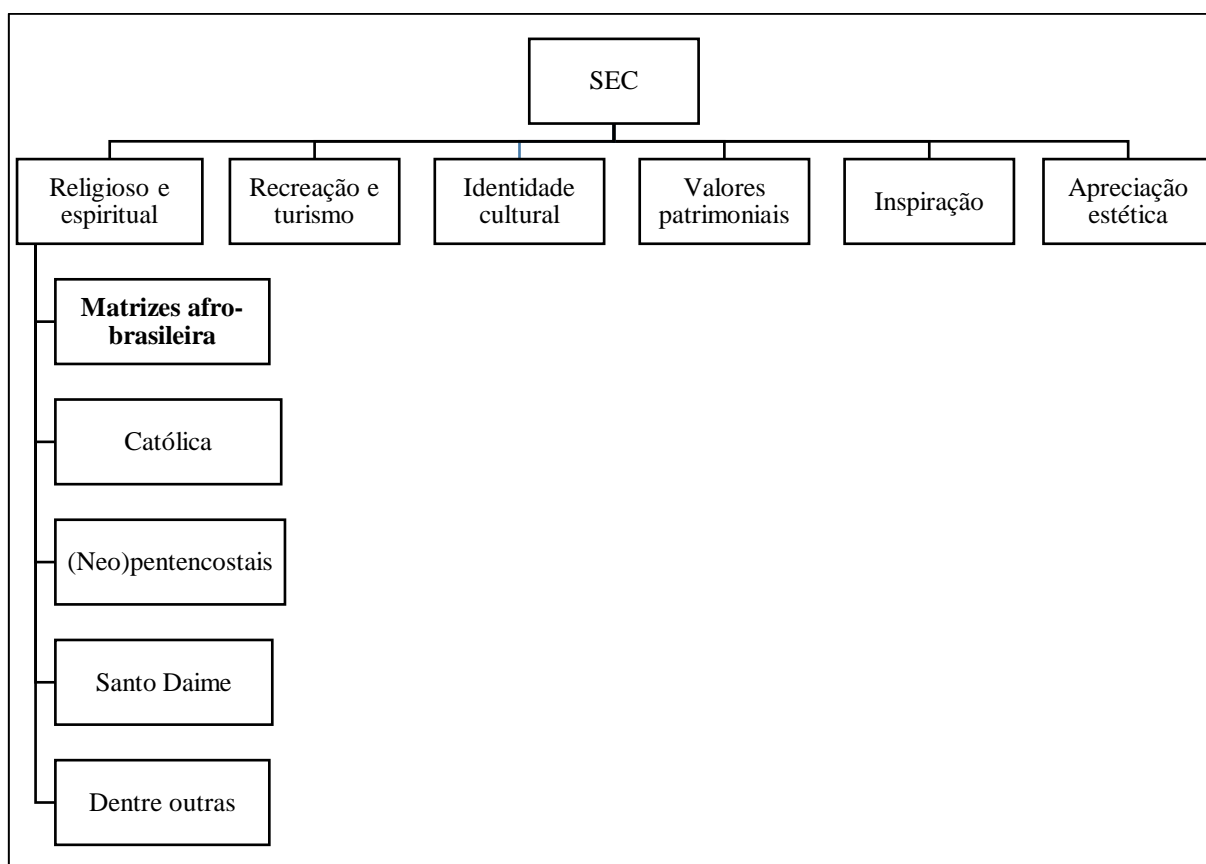 SEC
Religioso e
espiritual
Recreação e
turismo
Identidade
cultural
Valores
patrimoniais
Inspiração
Apreciação
estética
Matrizes afro-
brasileira
Católica
(Neo)pentencostais
Santo Daime
Dentre outras